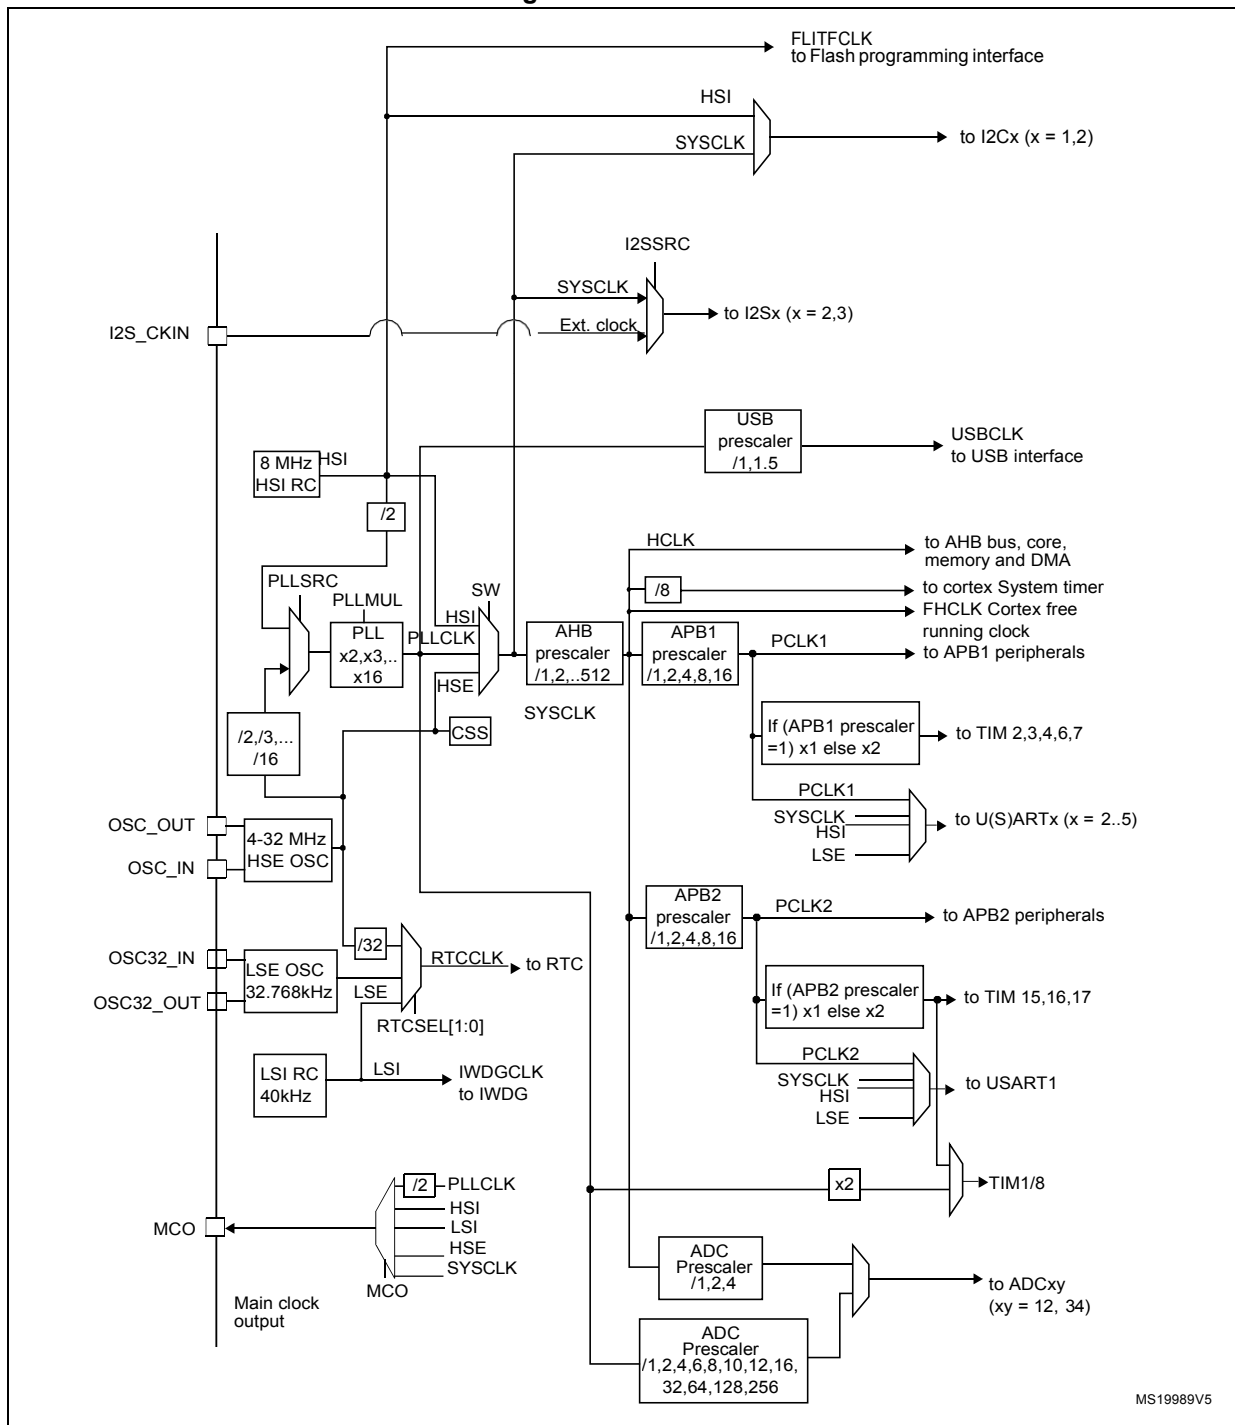 FLITFCLK
to Flash programming interface
HSI
SYSCLK
to I2Cx (x = 1,2)
I2SSRC
SYSCLK
to I2Sx (x = 2,3)
I2S_CKIN
Ext. clock
USB
prescaler
/1,1.5
USBCLK
to USB interface
8 MHz
HSI RC
HSI
/2
HCLK
to AHB bus, core,
memory and DMA
/8
to cortex System timer
FHCLK Cortex free
running clock
PLLSRC
PLLMUL
PLL
x2,x3,..
x16
SW
HSI
PLLCLK
HSE
AHB
prescaler
/1,2,..512
SYSCLK
APB1
prescaler
/1,2,4,8,16
PCLK1
to APB1 peripherals
/2,/3,...
/16
CSS
If (APB1 prescaler
=1) x1 else x2
to TIM 2,3,4,6,7
PCLK1
SYSCLK
HSI
LSE
to U(S)ARTx (x = 2..5)
OSC_OUT
OSC_IN
4-32 MHz
HSE OSC
APB2
prescaler
/1,2,4,8,16
PCLK2
to APB2 peripherals
/32
OSC32_IN
OSC32_OUT
LSE OSC
32.768kHz
LSE
RTCCLK
to RTC
RTCSEL[1:0]
If (APB2 prescaler
=1) x1 else x2
to TIM 15,16,17
LSI RC
40kHz
LSI
IWDGCLK
to IWDG
PCLK2
SYSCLK
HSI
LSE
to USART1
x2
TIM1/8
/2
PLLCLK
HSI
LSI
HSE
SYSCLK
MCO
MCO
Main clock
output
ADC
Prescaler
/1,2,4
to ADCxy
(xy = 12, 34)
ADC
Prescaler
/1,2,4,6,8,10,12,16,
32,64,128,256
MS19989V5